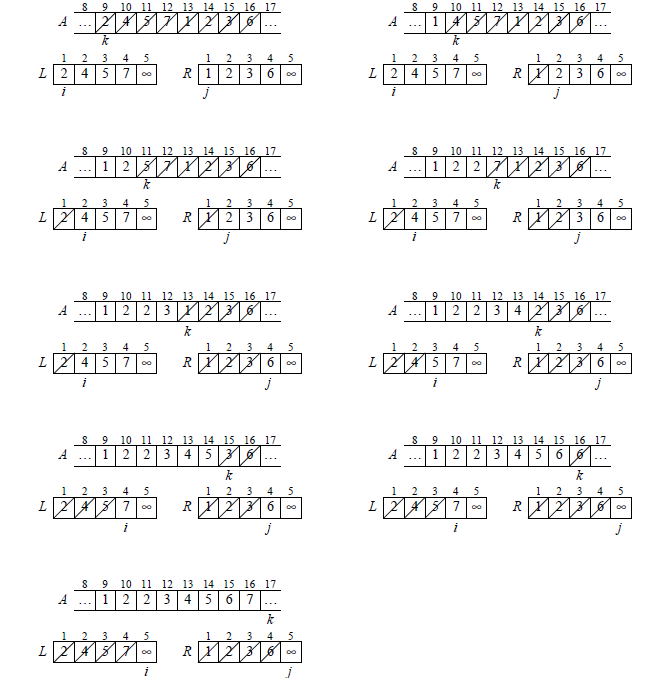 8 9 10 11 12 13 14 15 16 17
A … 2 4 5 7 1 2 3 6 …
k
1 2 3 4 5 1 2 3 4 5
L 2 4 5 7 ∞ R 1 2 3 6 ∞
i j
8 9 10 11 12 13 14 15 16 17
A … 1 4 5 7 1 2 3 6 …
k
1 2 3 4 5 1 2 3 4 5
L 2 4 5 7 ∞ R 1 2 3 6 ∞
i j
8 9 10 11 12 13 14 15 16 17
A … 1 2 5 7 1 2 3 6 …
k
1 2 3 4 5 1 2 3 4 5
L 2 4 5 7 ∞ R 1 2 3 6 ∞
i j
8 9 10 11 12 13 14 15 16 17
A … 1 2 2 7 1 2 3 6 …
k
1 2 3 4 5 1 2 3 4 5
L 2 4 5 7 ∞ R 1 2 3 6 ∞
i j
8 9 10 11 12 13 14 15 16 17
A … 1 2 2 3 1 2 3 6 …
k
1 2 3 4 5 1 2 3 4 5
L 2 4 5 7 ∞ R 1 2 3 6 ∞
i j
8 9 10 11 12 13 14 15 16 17
A … 1 2 2 3 4 2 3 6 …
k
1 2 3 4 5 1 2 3 4 5
L 2 4 5 7 ∞ R 1 2 3 6 ∞
i j
8 9 10 11 12 13 14 15 16 17
A … 1 2 2 3 4 5 3 6 …
k
1 2 3 4 5 1 2 3 4 5
L 2 4 5 7 ∞ R 1 2 3 6 ∞
i j
8 9 10 11 12 13 14 15 16 17
A … 1 2 2 3 4 5 6 6 …
k
1 2 3 4 5 1 2 3 4 5
L 2 4 5 7 ∞ R 1 2 3 6 ∞
i j
8 9 10 11 12 13 14 15 16 17
A … 1 2 2 3 4 5 6 7 …
k
1 2 3 4 5 1 2 3 4 5
L 2 4 5 7 ∞ R 1 2 3 6 ∞
i j